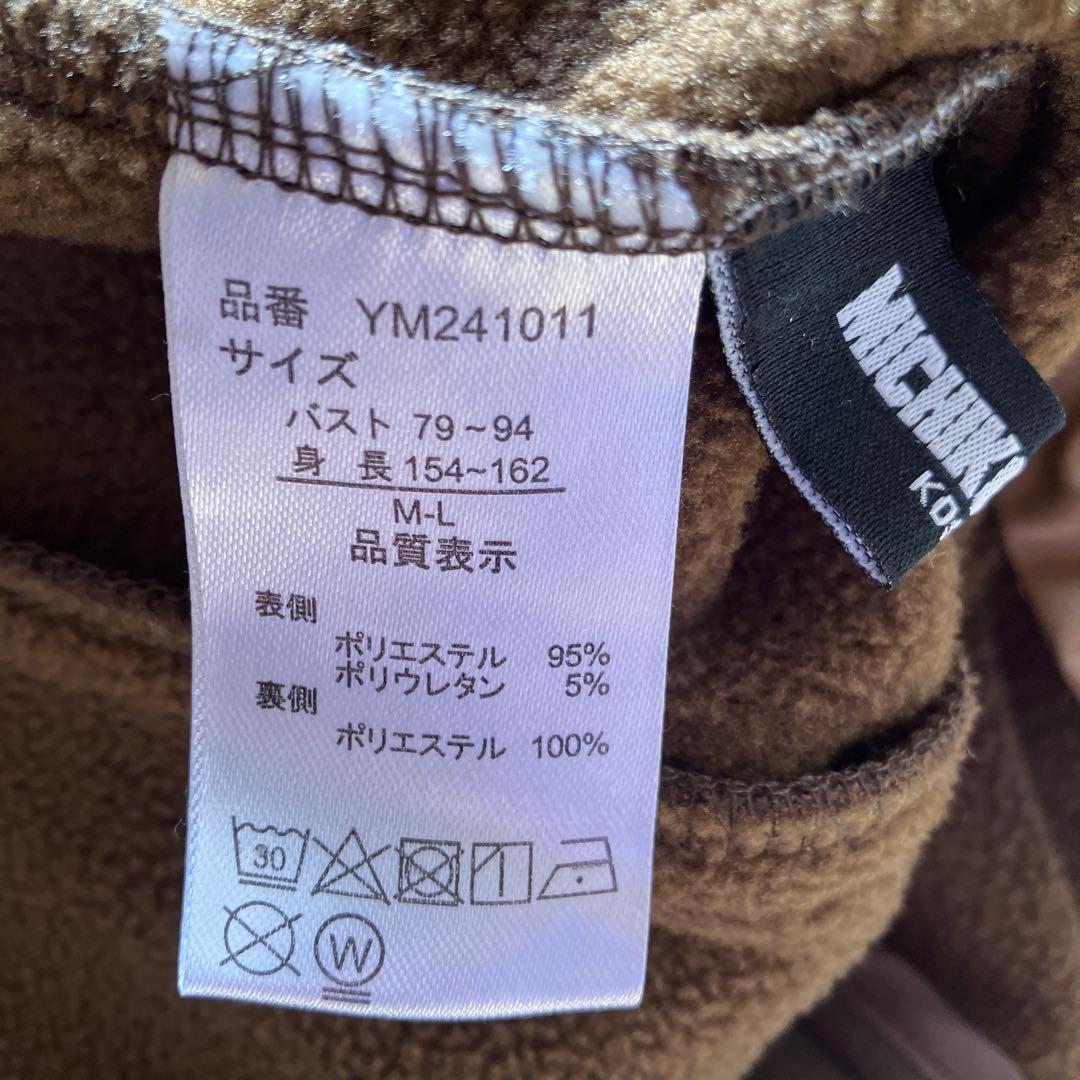 品番 YM241011
サイズ
バスト 79~94
身 長 154~162
M-L
品質表示
表側
ポリエステル 95%
ポリウレタン 5%
裏側
ポリエステル 100%
30
W
MICHIK
KO